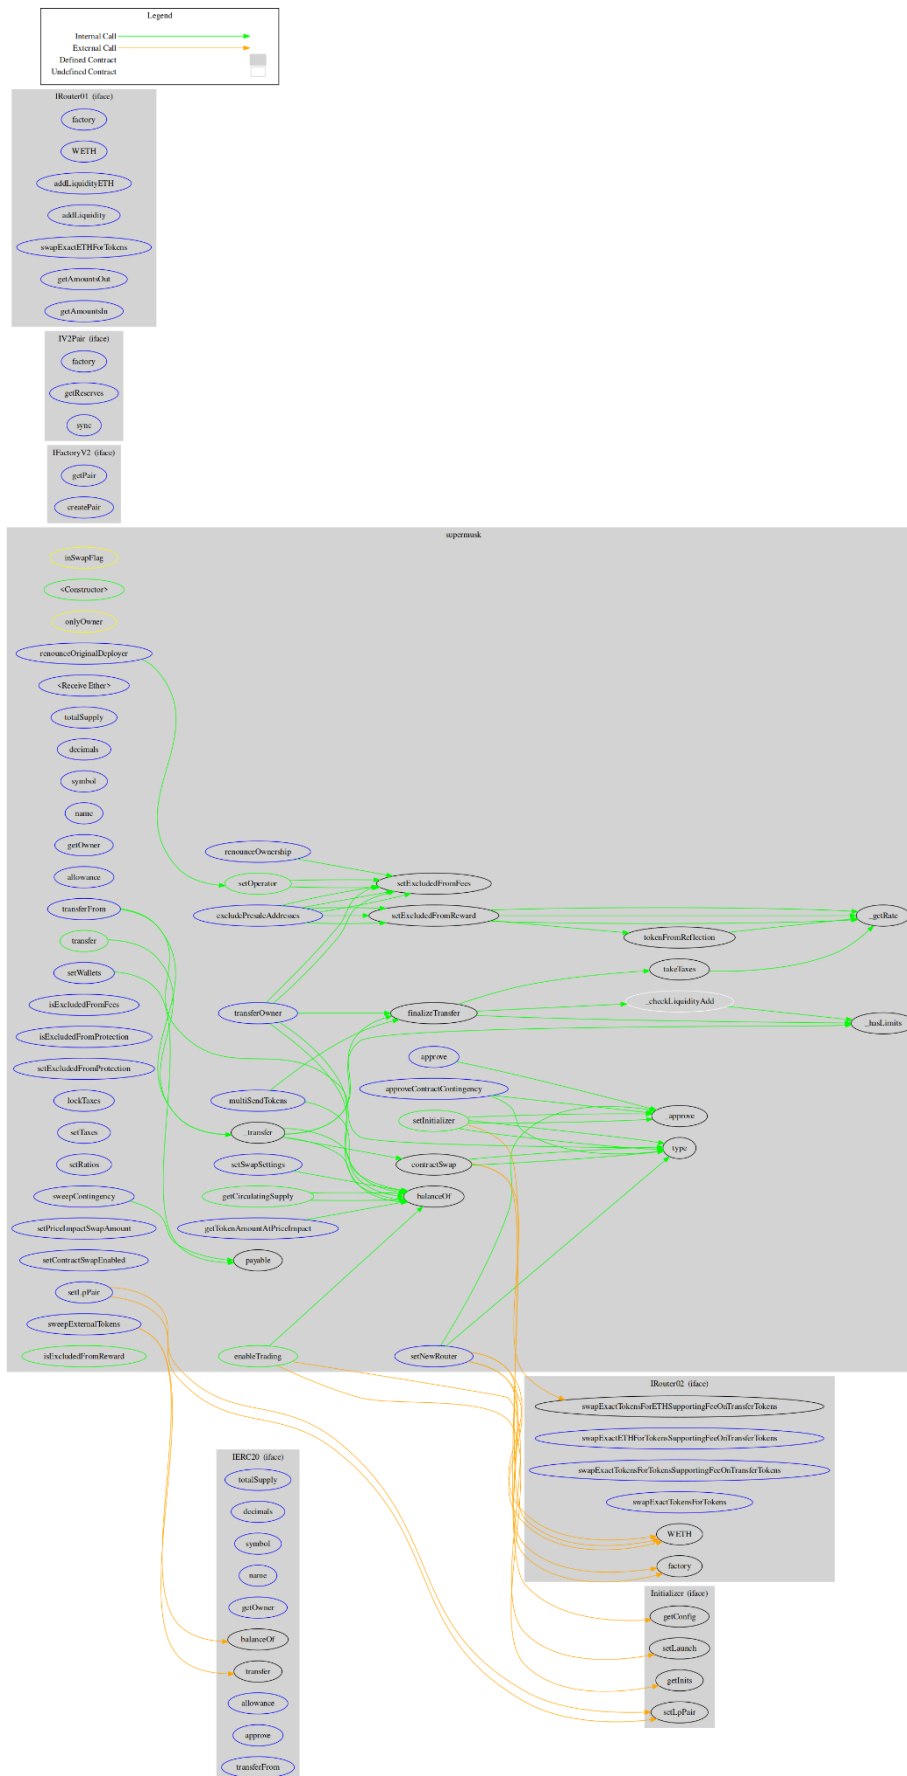 Legend
Internal Call
External Call
Defined Contract
Undefined Contract
IRouter01 (iface)
factory
WETH
addLiquidityETH
addLiquidity
swapExactETHForTokens
getAmountsOut
getAmountsIn
IV2Pair (iface)
factory
getReserves
sync
IFactoryV2 (iface)
getPair
createPair
supermusk
inSwapFlag
<Constructor>
onlyOwner
renounceOriginalDeployer
<Receive Ether>
totalSupply
decimals
symbol
name
getOwner
allowance
transferFrom
transfer
setWallets
isExcludedFromFees
isExcludedFromProtection
setExcludedFromProtection
lockTaxes
setTaxes
setRatios
sweepContingency
setPriceImpactSwapAmount
setContractSwapEnabled
setLpPair
sweepExternalTokens
isExcludedFromReward
renounceOwnership
setOperator
excludePresaleAddresses
transferOwner
multiSendTokens
_transfer
setSwapSettings
getCirculatingSupply
getTokenAmountAtPriceImpact
payable
enableTrading
setExcludedFromFees
setExcludedFromReward
finalizeTransfer
approve
approveContractContingency
setInitializer
contractSwap
balanceOf
setNewRouter
tokenFromReflection
takeTaxes
_checkLiquidityAdd
_approve
type
_getRate
_hasLimits
IRouter02 (iface)
swapExactTokensForETHSupportingFeeOnTransferTokens
swapExactETHForTokensSupportingFeeOnTransferTokens
swapExactTokensForTokensSupportingFeeOnTransferTokens
swapExactTokensForTokens
WETH
factory
IERC20 (iface)
totalSupply
decimals
symbol
name
getOwner
balanceOf
transfer
allowance
approve
transferFrom
Initializer (iface)
getConfig
setLaunch
getInits
setLpPair